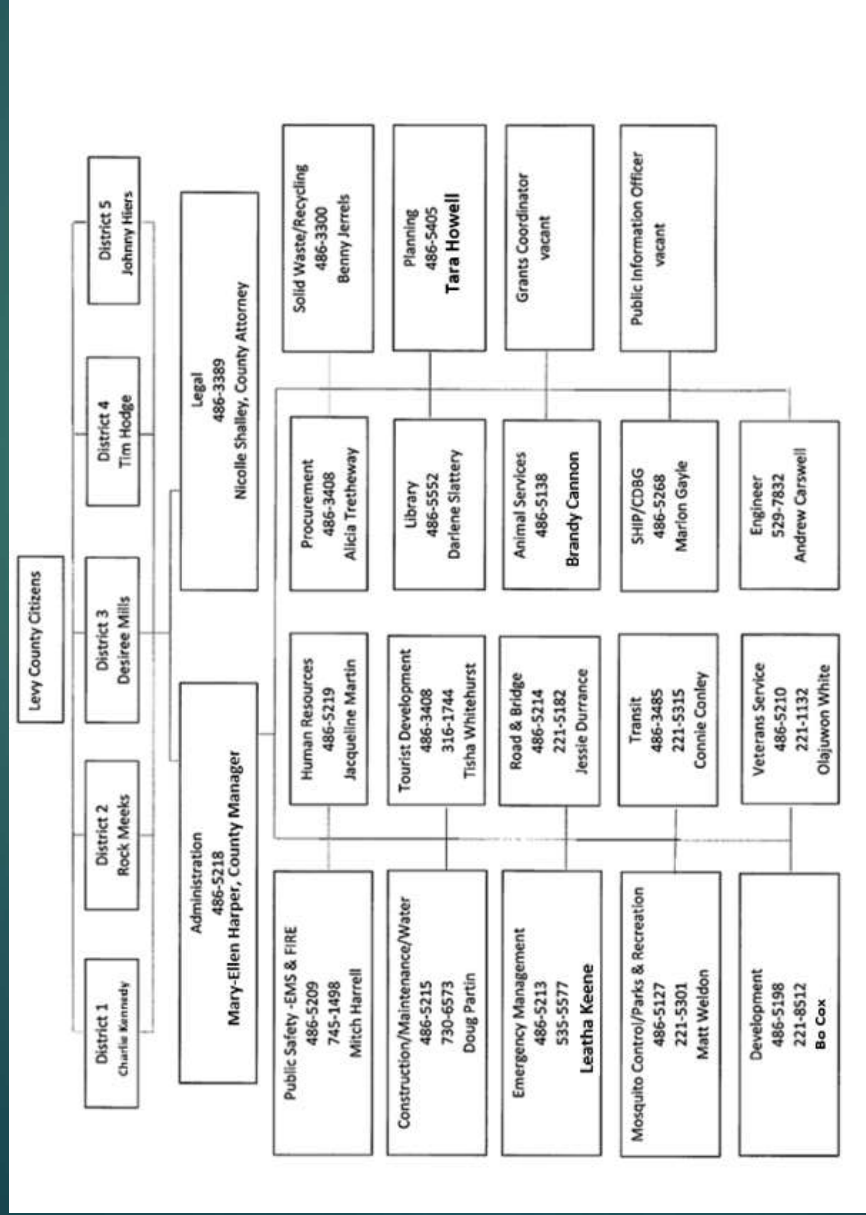 Levy County Citizens
District 1
Charlie Kennedy
District 2
Rock Meeks
District 3
Desiree Mills
District 4
Tim Hodge
District 5
Johnny Hiers
Administration
486-5218
Mary-Ellen Harper, County Manager
Legal
486-3389
Nicolle Shalley, County Attorney
Public Safety -EMS & FIRE
486-5209
745-1498
Mitch Harrell
Human Resources
486-5219
Jacqueline Martin
Procurement
486-3408
Alicia Tretheway
Solid Waste/Recycling
486-3300
Benny Jerrels
Construction/Maintenance/Water
486-5215
730-6573
Doug Partin
Tourist Development
486-3408
316-1744
Tisha Whitehurst
Library
486-5552
Darlene Slattery
Planning
486-5405
Tara Howell
Emergency Management
486-5213
535-5577
Leatha Keene
Road & Bridge
486-5214
221-5182
Jessie Durrance
Animal Services
486-5138
Brandy Cannon
Grants Coordinator
vacant
Mosquito Control/Parks & Recreation
486-5127
221-5301
Matt Weldon
Transit
486-3485
221-5315
Connie Conley
SHIP/CDBG
486-5268
Marlon Gayle
Public Information Officer
vacant
Development
486-5198
221-8512
Bo Cox
Veterans Service
486-5210
221-1132
Olajuwon White
Engineer
529-7832
Andrew Carswell